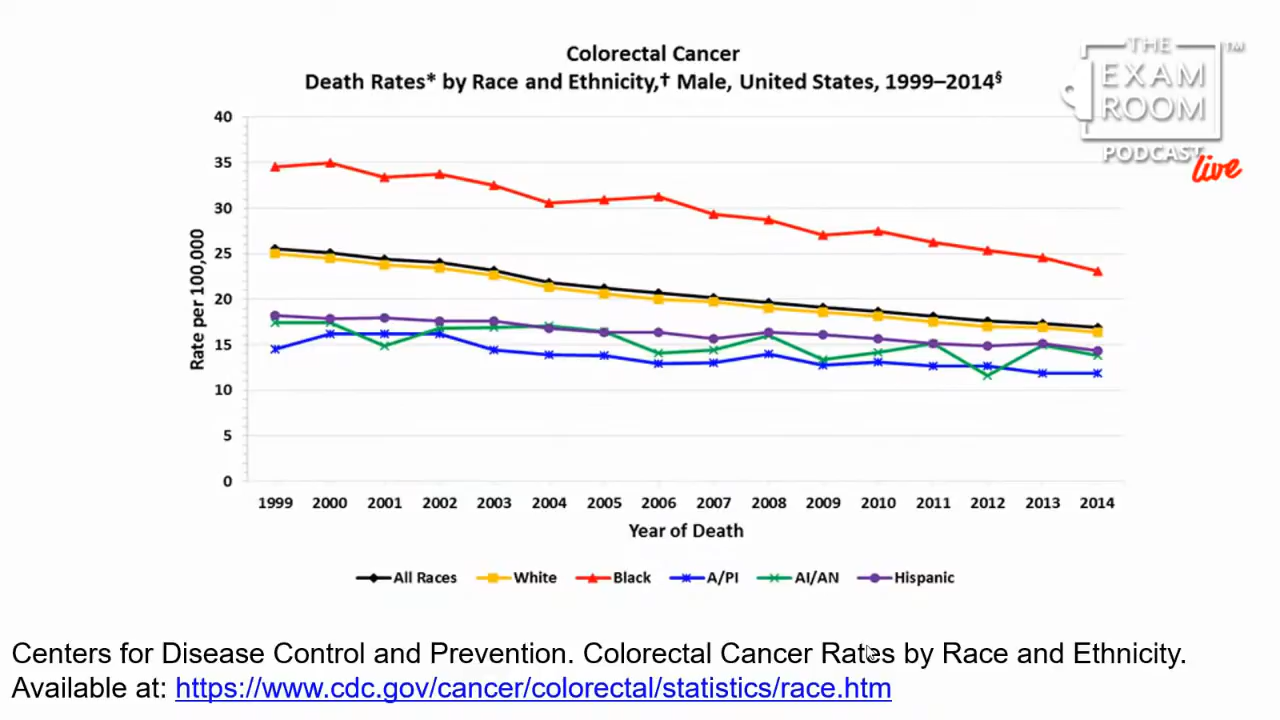 Colorectal Cancer
Death Rates* by Race and Ethnicity,† Male, United States, 1999–2014§
THE
EXAM
ROOM
™
PODCAST
live
40
35
30
25
20
15
10
5
0
Rate per 100,000
1999 2000 2001 2002 2003 2004 2005 2006 2007 2008 2009 2010 2011 2012 2013 2014
Year of Death
All Races White Black A/PI AI/AN Hispanic
Centers for Disease Control and Prevention. Colorectal Cancer Rates by Race and Ethnicity.
Available at: https://www.cdc.gov/cancer/colorectal/statistics/race.htm